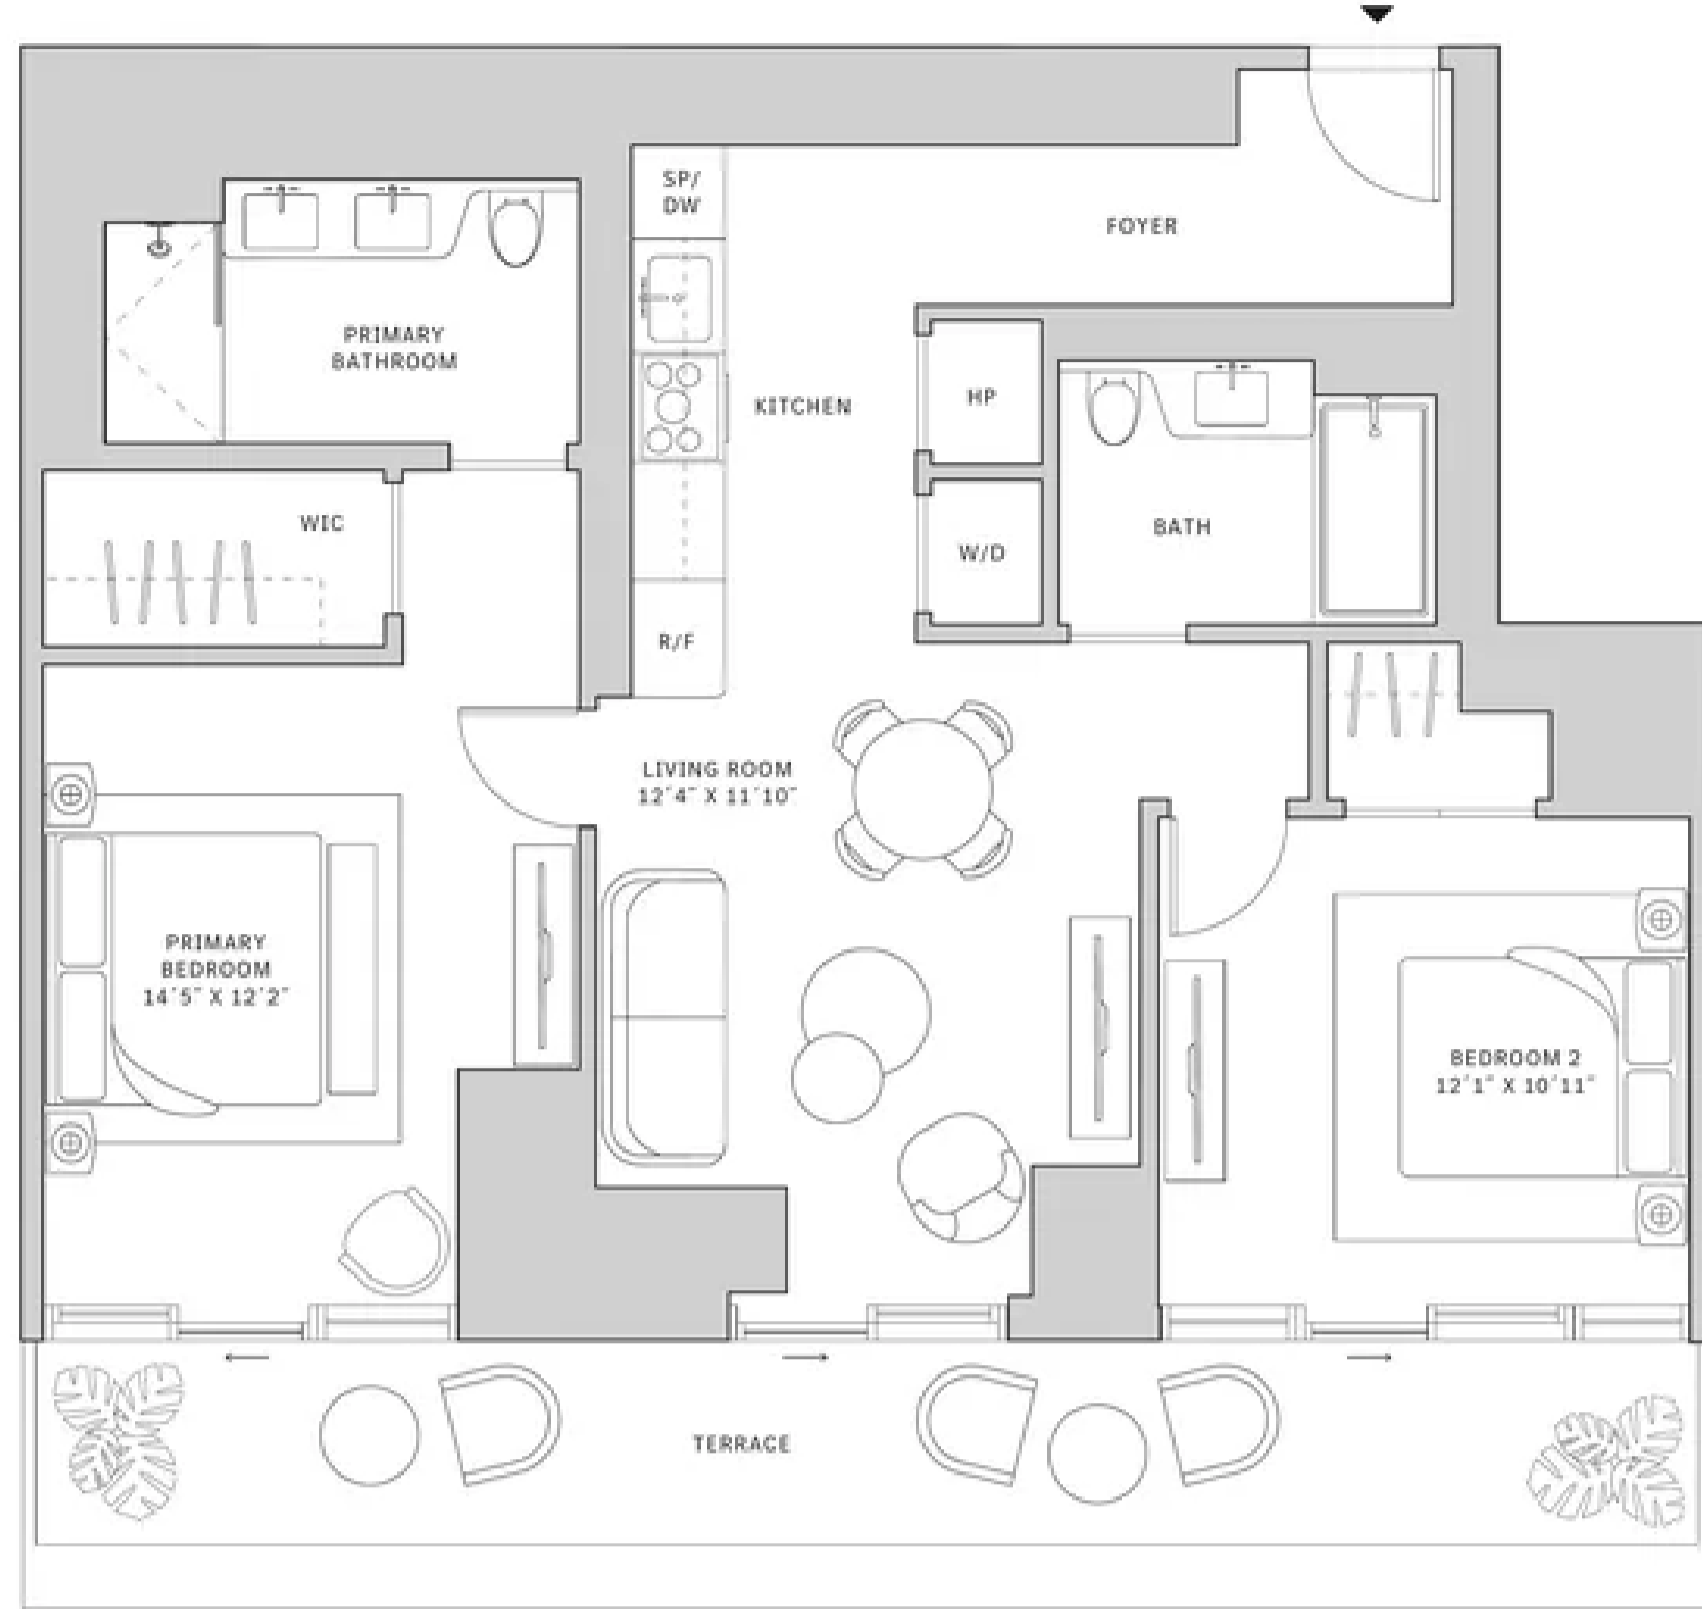 SP/
DW
FOYER
PRIMARY
BATHROOM
KITCHEN
HP
WIC
BATH
W/D
R/F
LIVING ROOM
12´4˝ X 11´10˝
PRIMARY
BEDROOM
14´5˝ X 12´2˝
BEDROOM 2
12´1˝ X 10´11˝
TERRACE